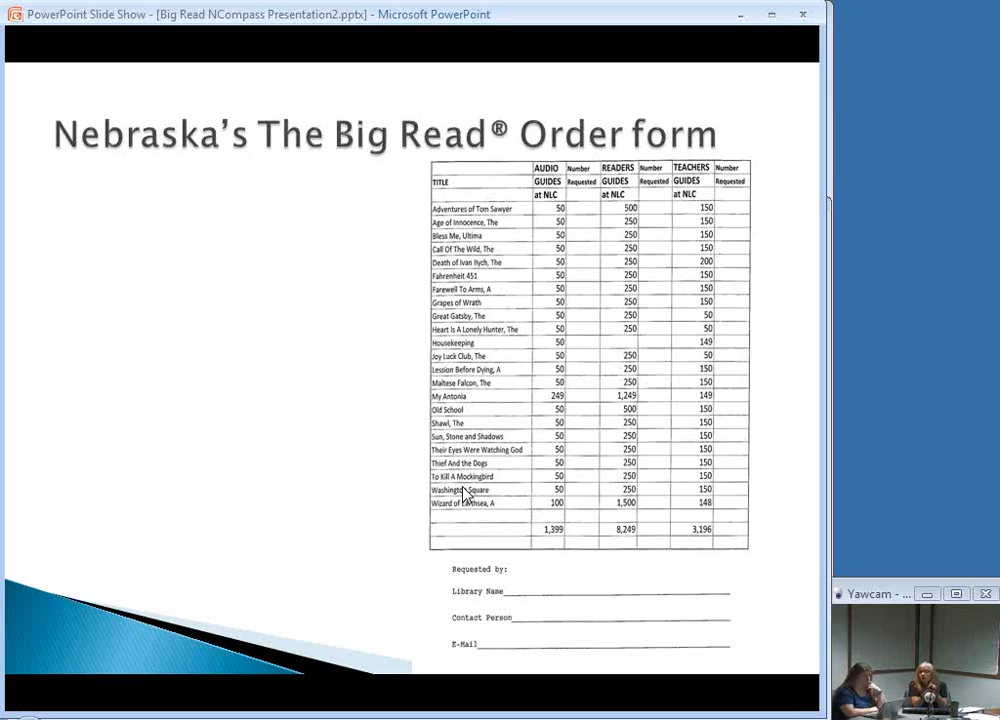 PowerPoint Slide Show - [Big Read NCompass Presentation2.pptx] - Microsoft PowerPoint
Nebraska's The Big Read® Order form
AUDIO Number READERS Number TEACHERS Number
TITLE GUIDES Requested GUIDES Requested GUIDES Requested
at NLC at NLC at NLC
Adventures of Tom Sawyer 50 500 150
Age of Innocence, The 50 250 150
Bless Me, Ultima 50 250 150
Call Of The Wild, The 50 250 150
Death of Ivan Ilych, The 50 250 200
Fahrenheit 451 50 250 150
Farewell To Arms, A 50 250 150
Grapes of Wrath 50 250 150
Great Gatsby, The 50 250 50
Heart Is A Lonely Hunter, The 50 250 50
Housekeeping 50 149
Joy Luck Club, The 50 250 50
Lession Before Dying, A 50 250 150
Maltese Falcon, The 50 250 150
My Antonia 249 1,249 149
Old School 50 500 150
Shawl, The 50 250 150
Sun, Stone and Shadows 50 250 150
Their Eyes Were Watching God 50 250 150
Thief And the Dogs 50 250 150
To Kill A Mockingbird 50 250 150
Washington Square 50 250 150
Wizard of Earthsea, A 100 1,500 148
1,399 8,249 3,196
Requested by:
Library Name
Contact Person
E-Mail
Yawcam - ...